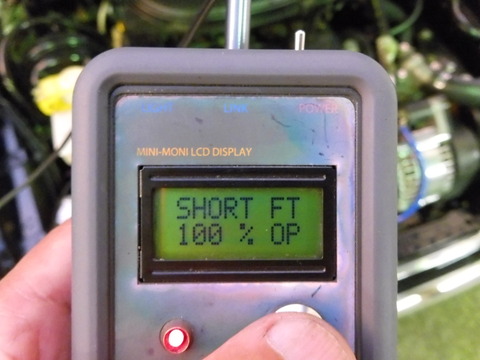 POWER
MINI-MONI LCD DISPLAY
SHORT FT
100 % OP